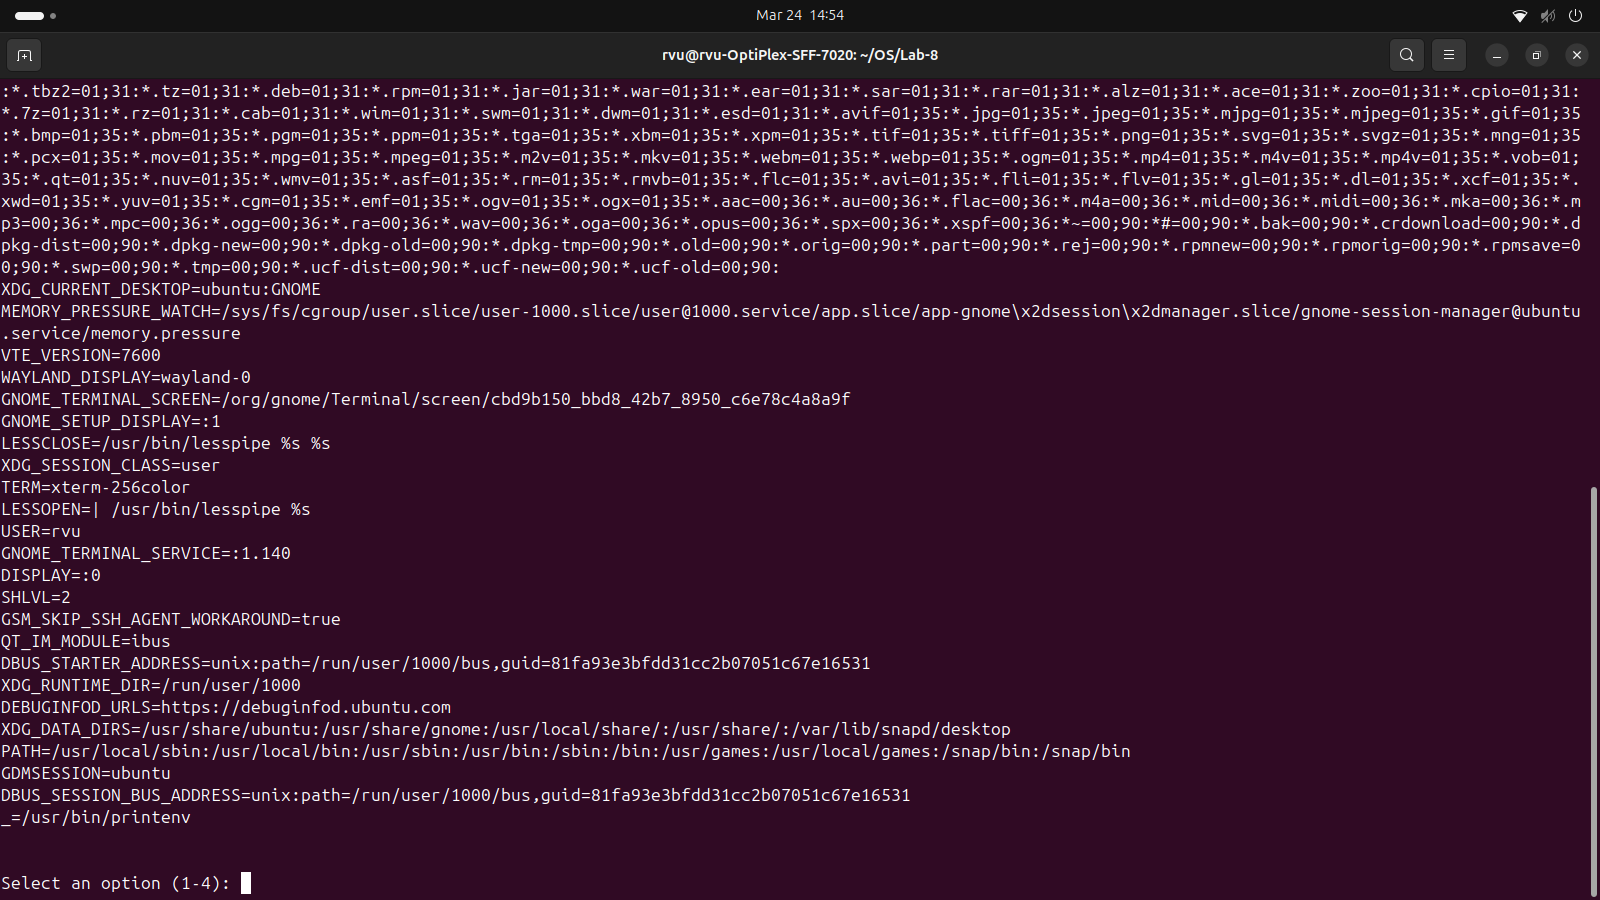 Mar 24 14:54
rvu@rvu-OptiPlex-SFF-7020: ~/OS/Lab-8
:*.tbz2=01;31:*.tz=01;31:*.deb=01;31:*.rpm=01;31:*.jar=01;31:*.war=01;31:*.ear=01;31:*.sar=01;31:*.rar=01;31:*.alz=01;31:*.ace=01;31:*.zoo=01;31:*.cpio=01;31:
*.7z=01;31:*.rz=01;31:*.cab=01;31:*.wim=01;31:*.swm=01;31:*.dwm=01;31:*.esd=01;31:*.avif=01;35:*.jpg=01;35:*.jpeg=01;35:*.mjpg=01;35:*.mjpeg=01;35:*.gif=01;35
:*.bmp=01;35:*.pbm=01;35:*.pgm=01;35:*.ppm=01;35:*.tga=01;35:*.xbm=01;35:*.xpm=01;35:*.tif=01;35:*.tiff=01;35:*.png=01;35:*.svg=01;35:*.svgz=01;35:*.mng=01;35
:*.pcx=01;35:*.mov=01;35:*.mpg=01;35:*.mpeg=01;35:*.m2v=01;35:*.mkv=01;35:*.webm=01;35:*.webp=01;35:*.ogm=01;35:*.mp4=01;35:*.m4v=01;35:*.mp4v=01;35:*.vob=01;
35:*.qt=01;35:*.nuv=01;35:*.wmv=01;35:*.asf=01;35:*.rm=01;35:*.rmvb=01;35:*.flc=01;35:*.avi=01;35:*.fli=01;35:*.flv=01;35:*.gl=01;35:*.dl=01;35:*.xcf=01;35:*.
xwd=01;35:*.yuv=01;35:*.cgm=01;35:*.emf=01;35:*.ogv=01;35:*.ogx=01;35:*.aac=00;36:*.au=00;36:*.flac=00;36:*.m4a=00;36:*.mid=00;36:*.midi=00;36:*.mka=00;36:*.m
p3=00;36:*.mpc=00;36:*.ogg=00;36:*.ra=00;36:*.wav=00;36:*.oga=00;36:*.opus=00;36:*.spx=00;36:*.xspf=00;36:*~=00;90:*#=00;90:*.bak=00;90:*.crdownload=00;90:*.d
pkg-dist=00;90:*.dpkg-new=00;90:*.dpkg-old=00;90:*.dpkg-tmp=00;90:*.old=00;90:*.orig=00;90:*.part=00;90:*.rej=00;90:*.rpmnew=00;90:*.rpmorig=00;90:*.rpmsave=0
0;90:*.swp=00;90:*.tmp=00;90:*.ucf-dist=00;90:*.ucf-new=00;90:*.ucf-old=00;90:
XDG_CURRENT_DESKTOP=ubuntu:GNOME
MEMORY_PRESSURE_WATCH=/sys/fs/cgroup/user.slice/user-1000.slice/user@1000.service/app.slice/app-gnome\x2dsession\x2dmanager.slice/gnome-session-manager@ubuntu
.service/memory.pressure
VTE_VERSION=7600
WAYLAND_DISPLAY=wayland-0
GNOME_TERMINAL_SCREEN=/org/gnome/Terminal/screen/cbd9b150_bbd8_42b7_8950_c6e78c4a8a9f
GNOME_SETUP_DISPLAY=:1
LESSCLOSE=/usr/bin/lesspipe %s %s
XDG_SESSION_CLASS=user
TERM=xterm-256color
LESSOPEN=| /usr/bin/lesspipe %s
USER=rvu
GNOME_TERMINAL_SERVICE=:1.140
DISPLAY=:0
SHLVL=2
GSM_SKIP_SSH_AGENT_WORKAROUND=true
QT_IM_MODULE=ibus
DBUS_STARTER_ADDRESS=unix:path=/run/user/1000/bus,guid=81fa93e3bfdd31cc2b07051c67e16531
XDG_RUNTIME_DIR=/run/user/1000
DEBUGINFOD_URLS=https://debuginfod.ubuntu.com
XDG_DATA_DIRS=/usr/share/ubuntu:/usr/share/gnome:/usr/local/share/:/usr/share/:/var/lib/snapd/desktop
PATH=/usr/local/sbin:/usr/local/bin:/usr/sbin:/usr/bin:/sbin:/bin:/usr/games:/usr/local/games:/snap/bin:/snap/bin
GDMSESSION=ubuntu
DBUS_SESSION_BUS_ADDRESS=unix:path=/run/user/1000/bus,guid=81fa93e3bfdd31cc2b07051c67e16531
_=/usr/bin/printenv
Select an option (1-4):